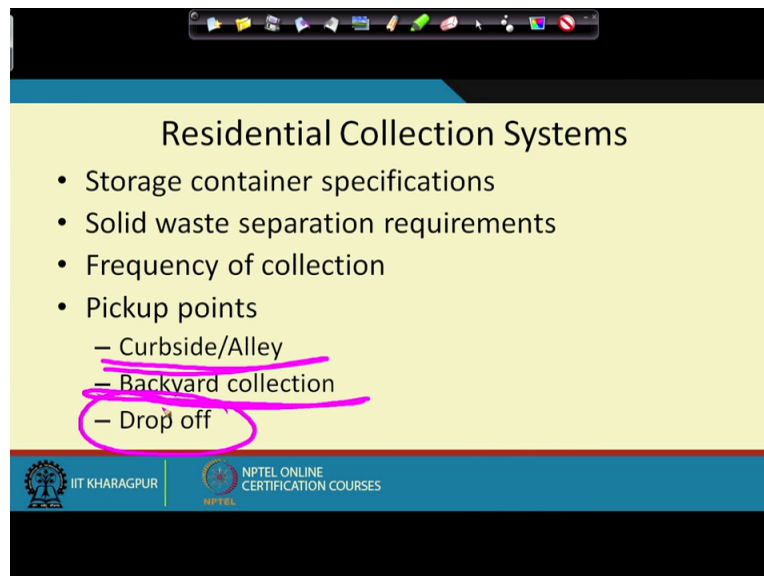 Residential Collection Systems
• Storage container specifications
• Solid waste separation requirements
• Frequency of collection
• Pickup points
– Curbside/Alley
– Backyard collection
– Drop off
IIT KHARAGPUR
NPTEL ONLINE
CERTIFICATION COURSES
NPTEL